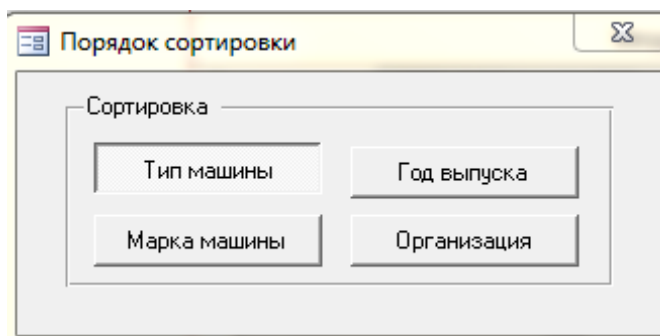 Порядок сортировки
Сортировка
Тип машины
Год выпуска
Марка машины
Организация